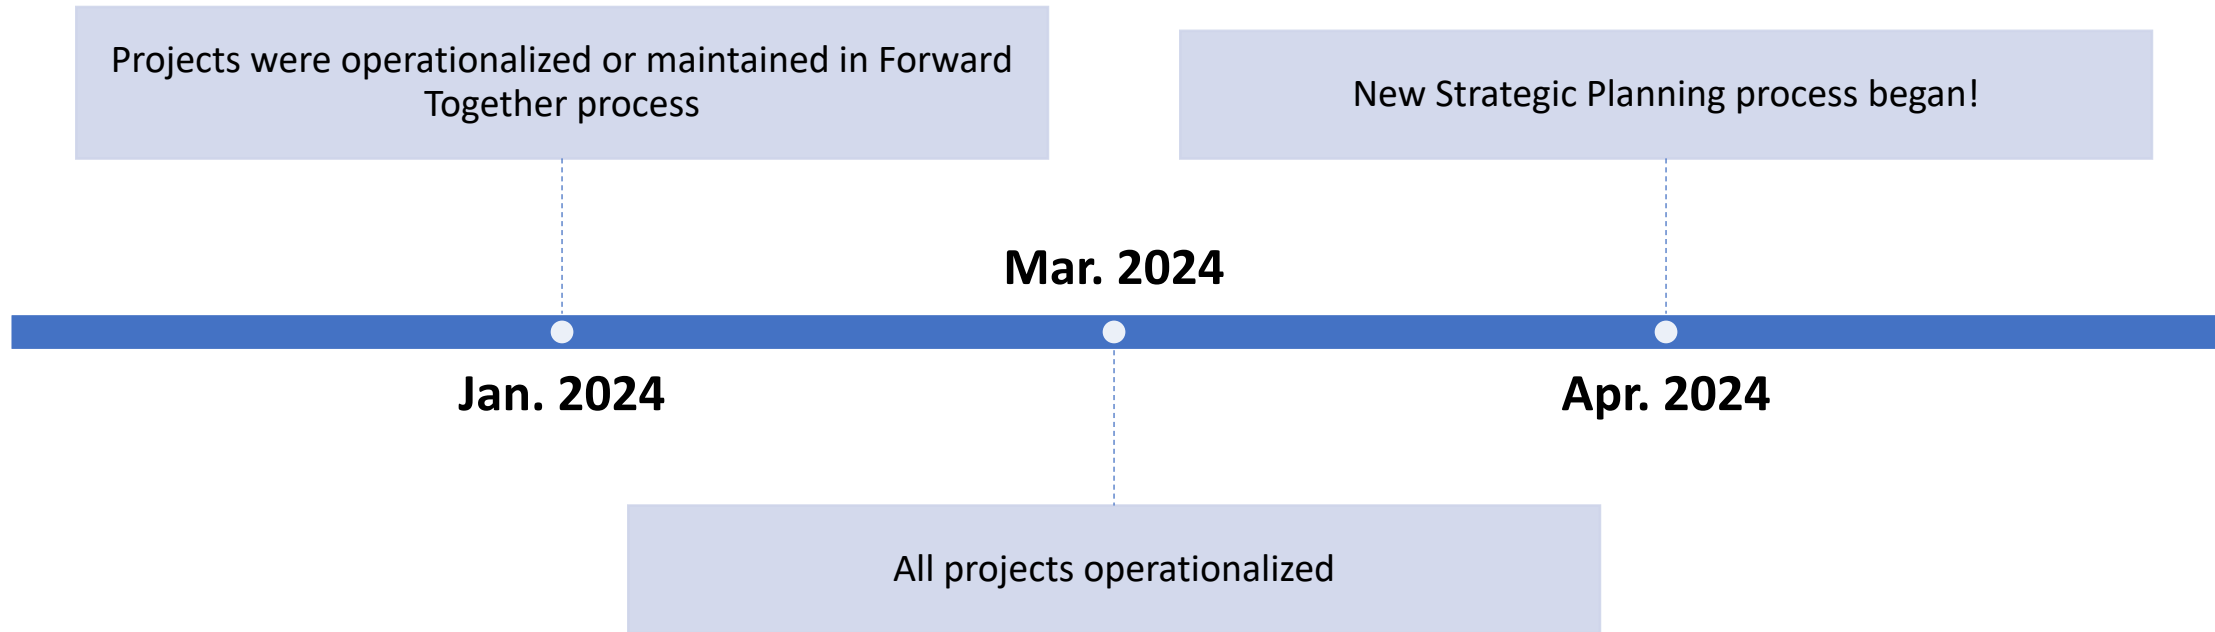 Projects were operationalized or maintained in Forward
Together process
New Strategic Planning process began!
Mar. 2024
Jan. 2024
Apr. 2024
All projects operationalized